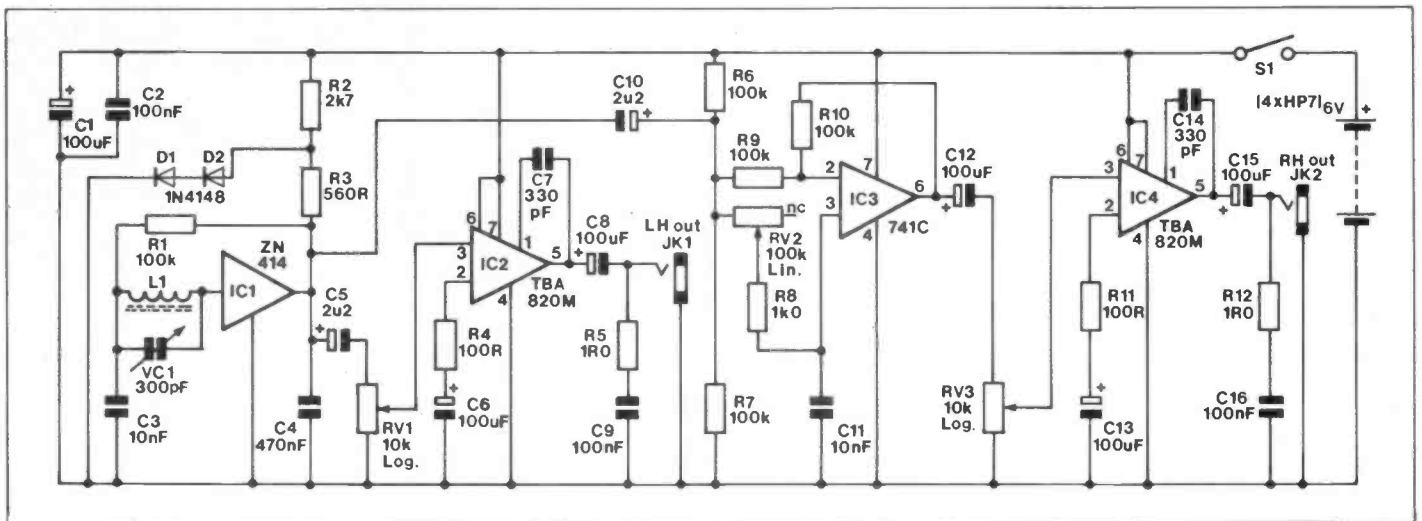 C1
100uF
+
C2
100nF
R2
2k7
D1
D2
1N4148
R3
560R
R1
100k
L1
ZN
414
IC1
VC1
300pF
C3
10nF
C4
470nF
C5
2u2
+
RV1
10k
Log.
6
7
3
2
1
5
4
IC2
TBA
820M
C7
330
pF
R4
100R
+
C6
100uF
C8
100uF
+
LH out
JK1
R5
1R0
C9
100nF
C10
2u2
+
R6
100k
R9
100k
R10
100k
nc
RV2
100k
Lin.
R8
1k0
R7
100k
C11
10nF
2
3
7
6
4
IC3
741C
C12
100uF
+
RV3
10k
Log.
6
7
3
2
1
5
4
IC4
TBA
820M
C14
330
pF
C15
100uF
+
RH out
JK2
R11
100R
+
C13
100uF
R12
1R0
C16
100nF
S1
(4xHP7)
6V
+